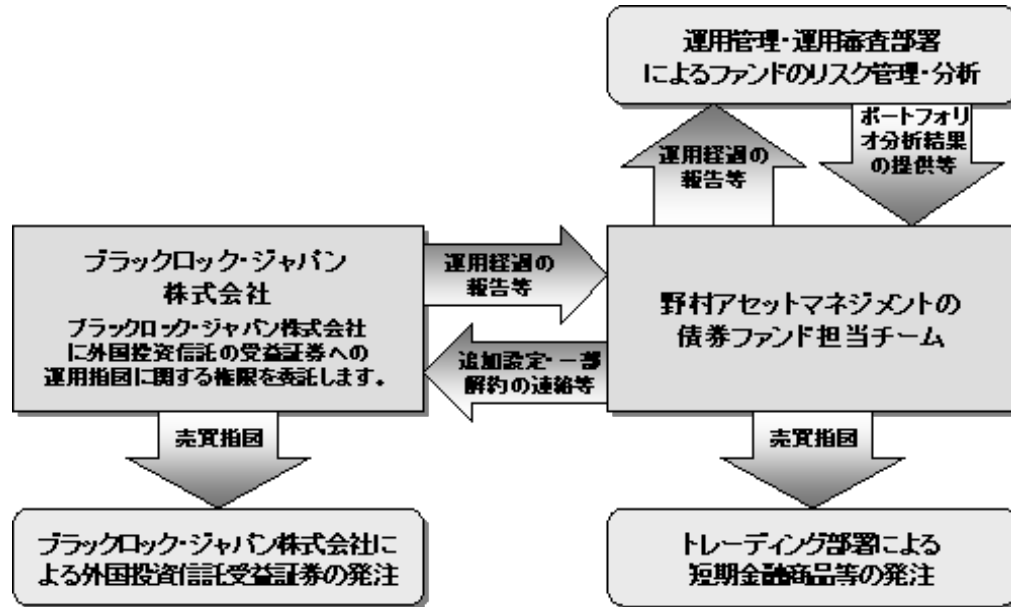 運用管理・運用審査部署
によるファンドのリスク管理・分析
運用経過の
報告等
ポートフォリ
オ分析結果
の提供等
ブラックロック・ジャパン
株式会社
ブラックロック・ジャパン株式会社
に外国投資信託の受益証券への
運用指図に関する権限を委託します。
運用経過の
報告等
追加設定・一部
解約の連絡等
野村アセットマネジメントの
債券ファンド担当チーム
売買指図
売買指図
ブラックロック・ジャパン株式会社に
よる外国投資信託受益証券の発注
トレーディング部署による
短期金融商品等の発注